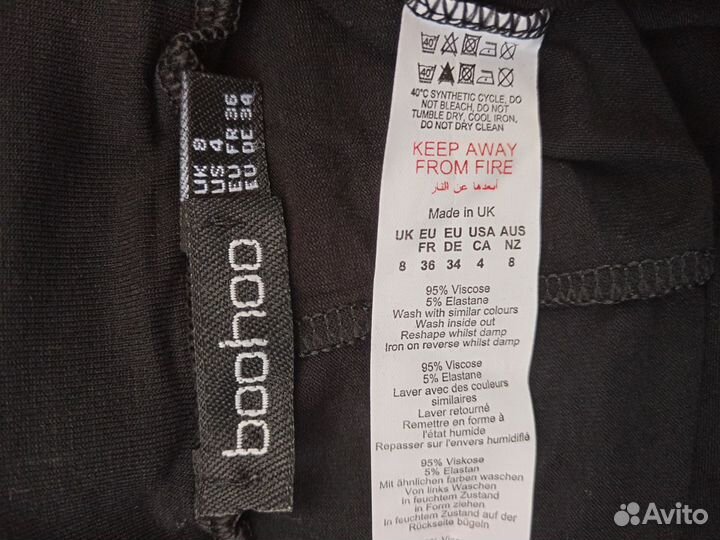 UK 8
US 4
EU FR 36
EU DE 34
boohoo
40°
40°
40°C SYNTHETIC CYCLE, DO
NOT BLEACH, DO NOT
TUMBLE DRY, COOL IRON,
DO NOT DRY CLEAN
KEEP AWAY
FROM FIRE
أبعدها عن النار
Made in UK
UK EU EU USA AUS
FR DE CA NZ
8 36 34 4 8
95% Viscose
5% Elastane
Wash with similar colours
Wash inside out
Reshape whilst damp
Iron on reverse whilst damp
95% Viscose
5% Elastane
Laver avec des couleurs
similaires
Laver retourné
Remettre en forme à
l'état humide
Repasser sur l'envers humidifié
95% Viskose
5% Elastan
Mit ähnlichen farben waschen
Von links Waschen
In feuchtem Zustand
in Form ziehen
In feuchtem Zustand auf der
Rückseite bügeln
Avito